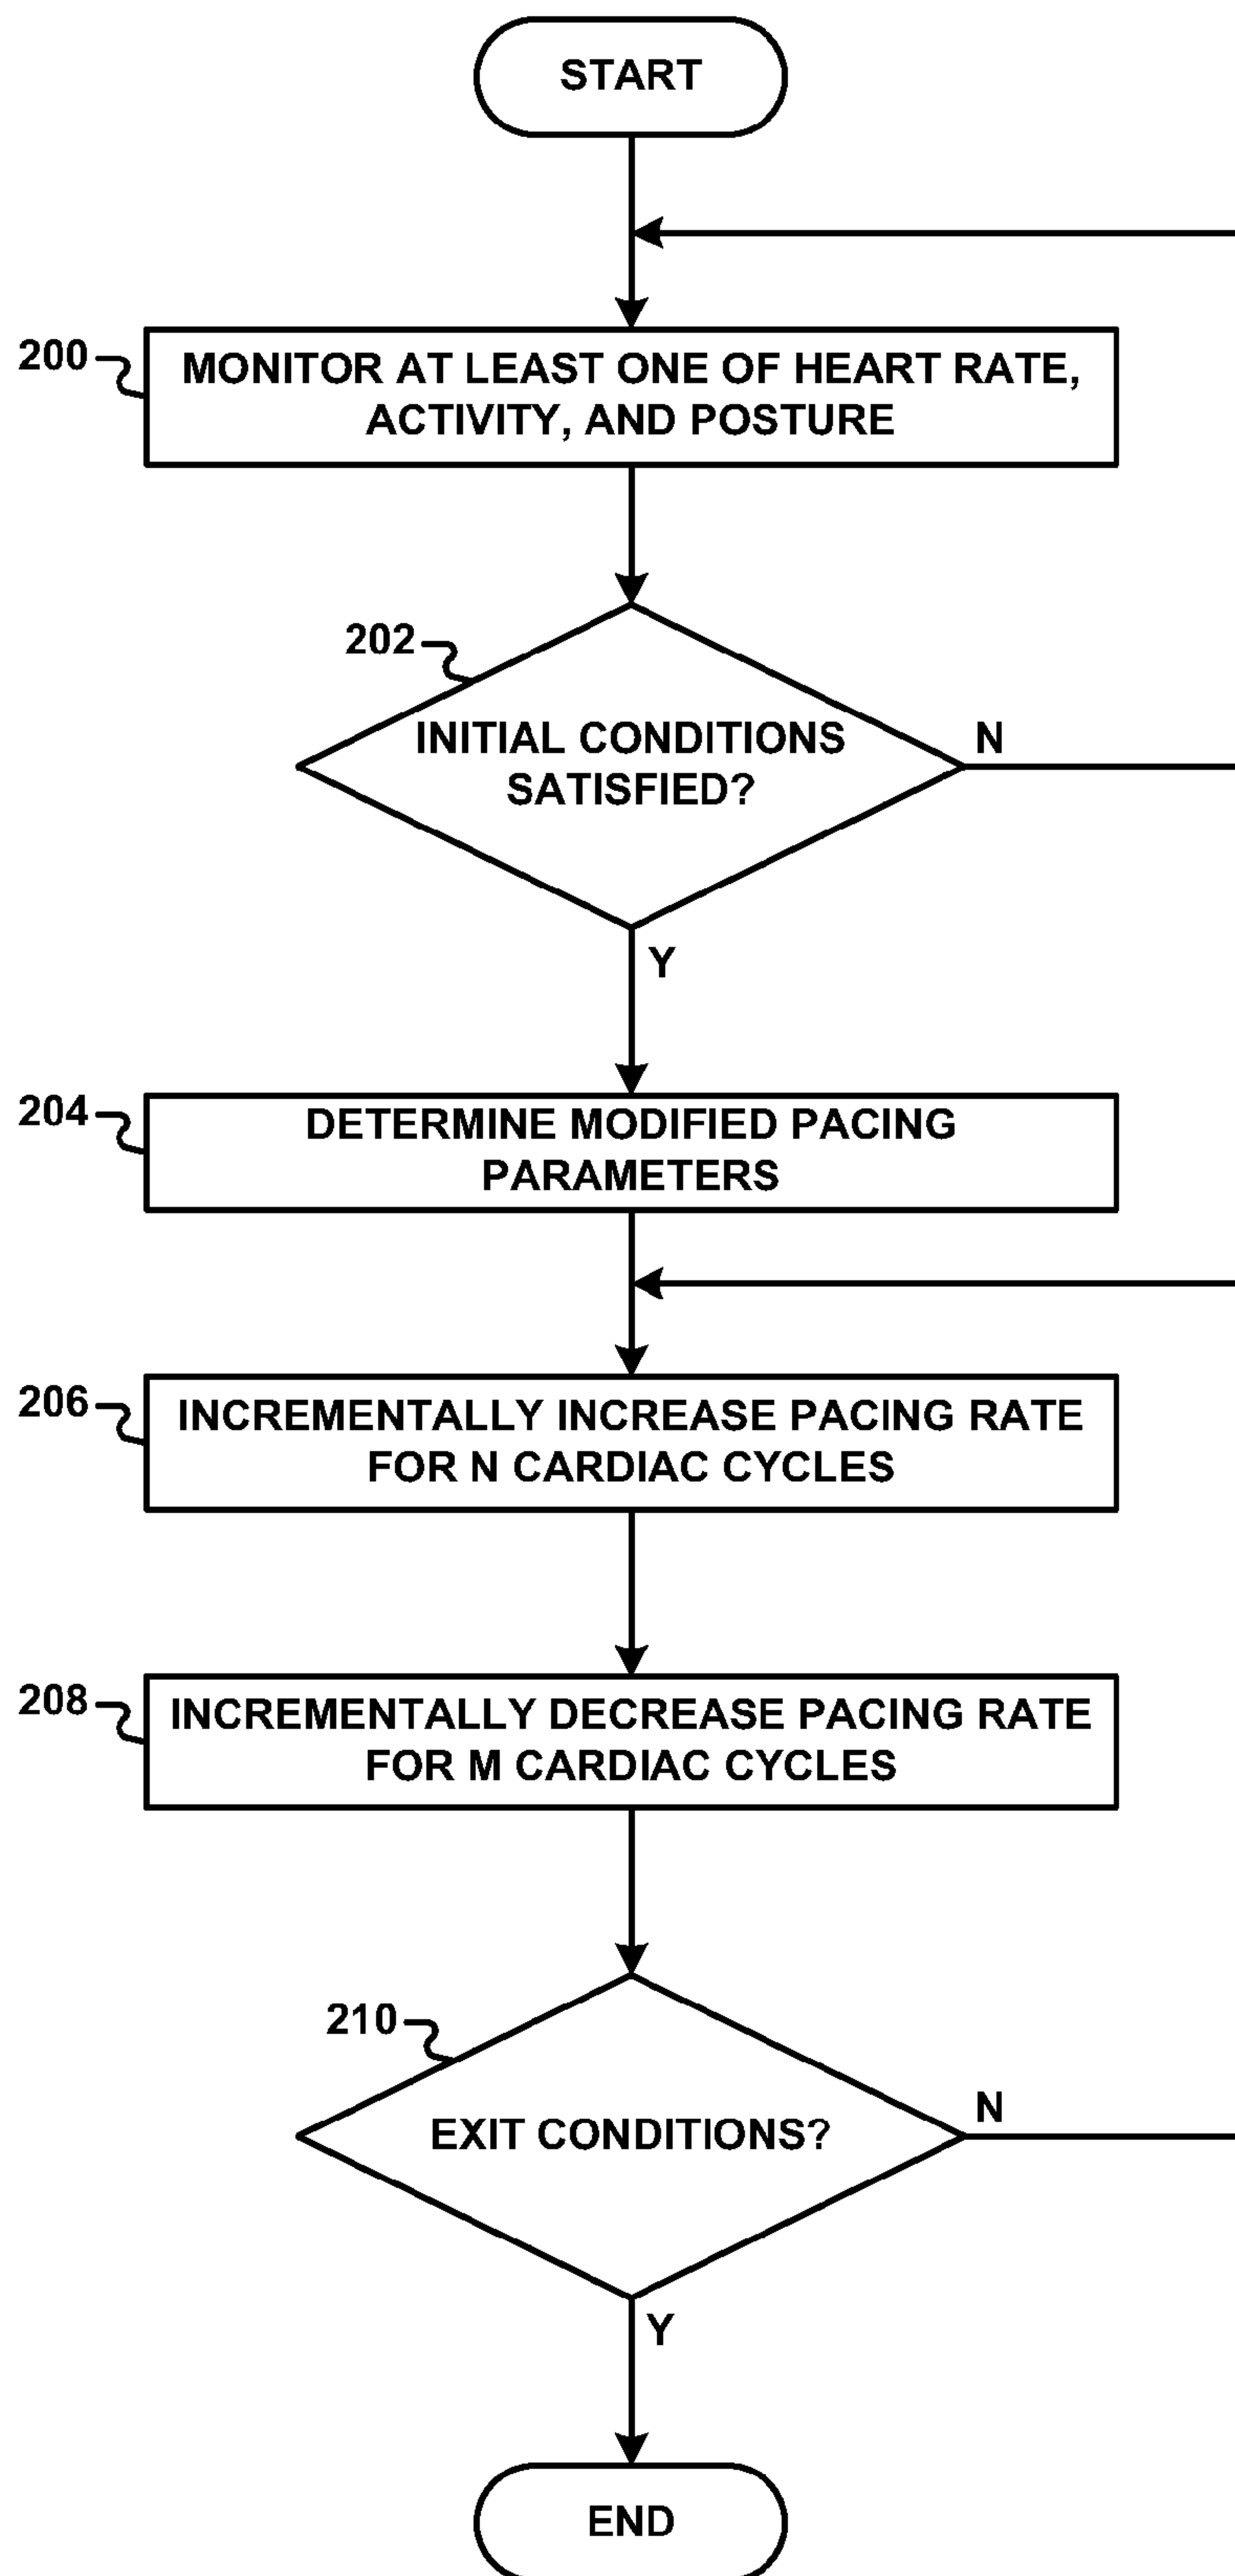 START
200
MONITOR AT LEAST ONE OF HEART RATE,
ACTIVITY, AND POSTURE
202
INITIAL CONDITIONS
SATISFIED?
N
Y
204
DETERMINE MODIFIED PACING
PARAMETERS
206
INCREMENTALLY INCREASE PACING RATE
FOR N CARDIAC CYCLES
208
INCREMENTALLY DECREASE PACING RATE
FOR M CARDIAC CYCLES
210
EXIT CONDITIONS?
N
Y
END